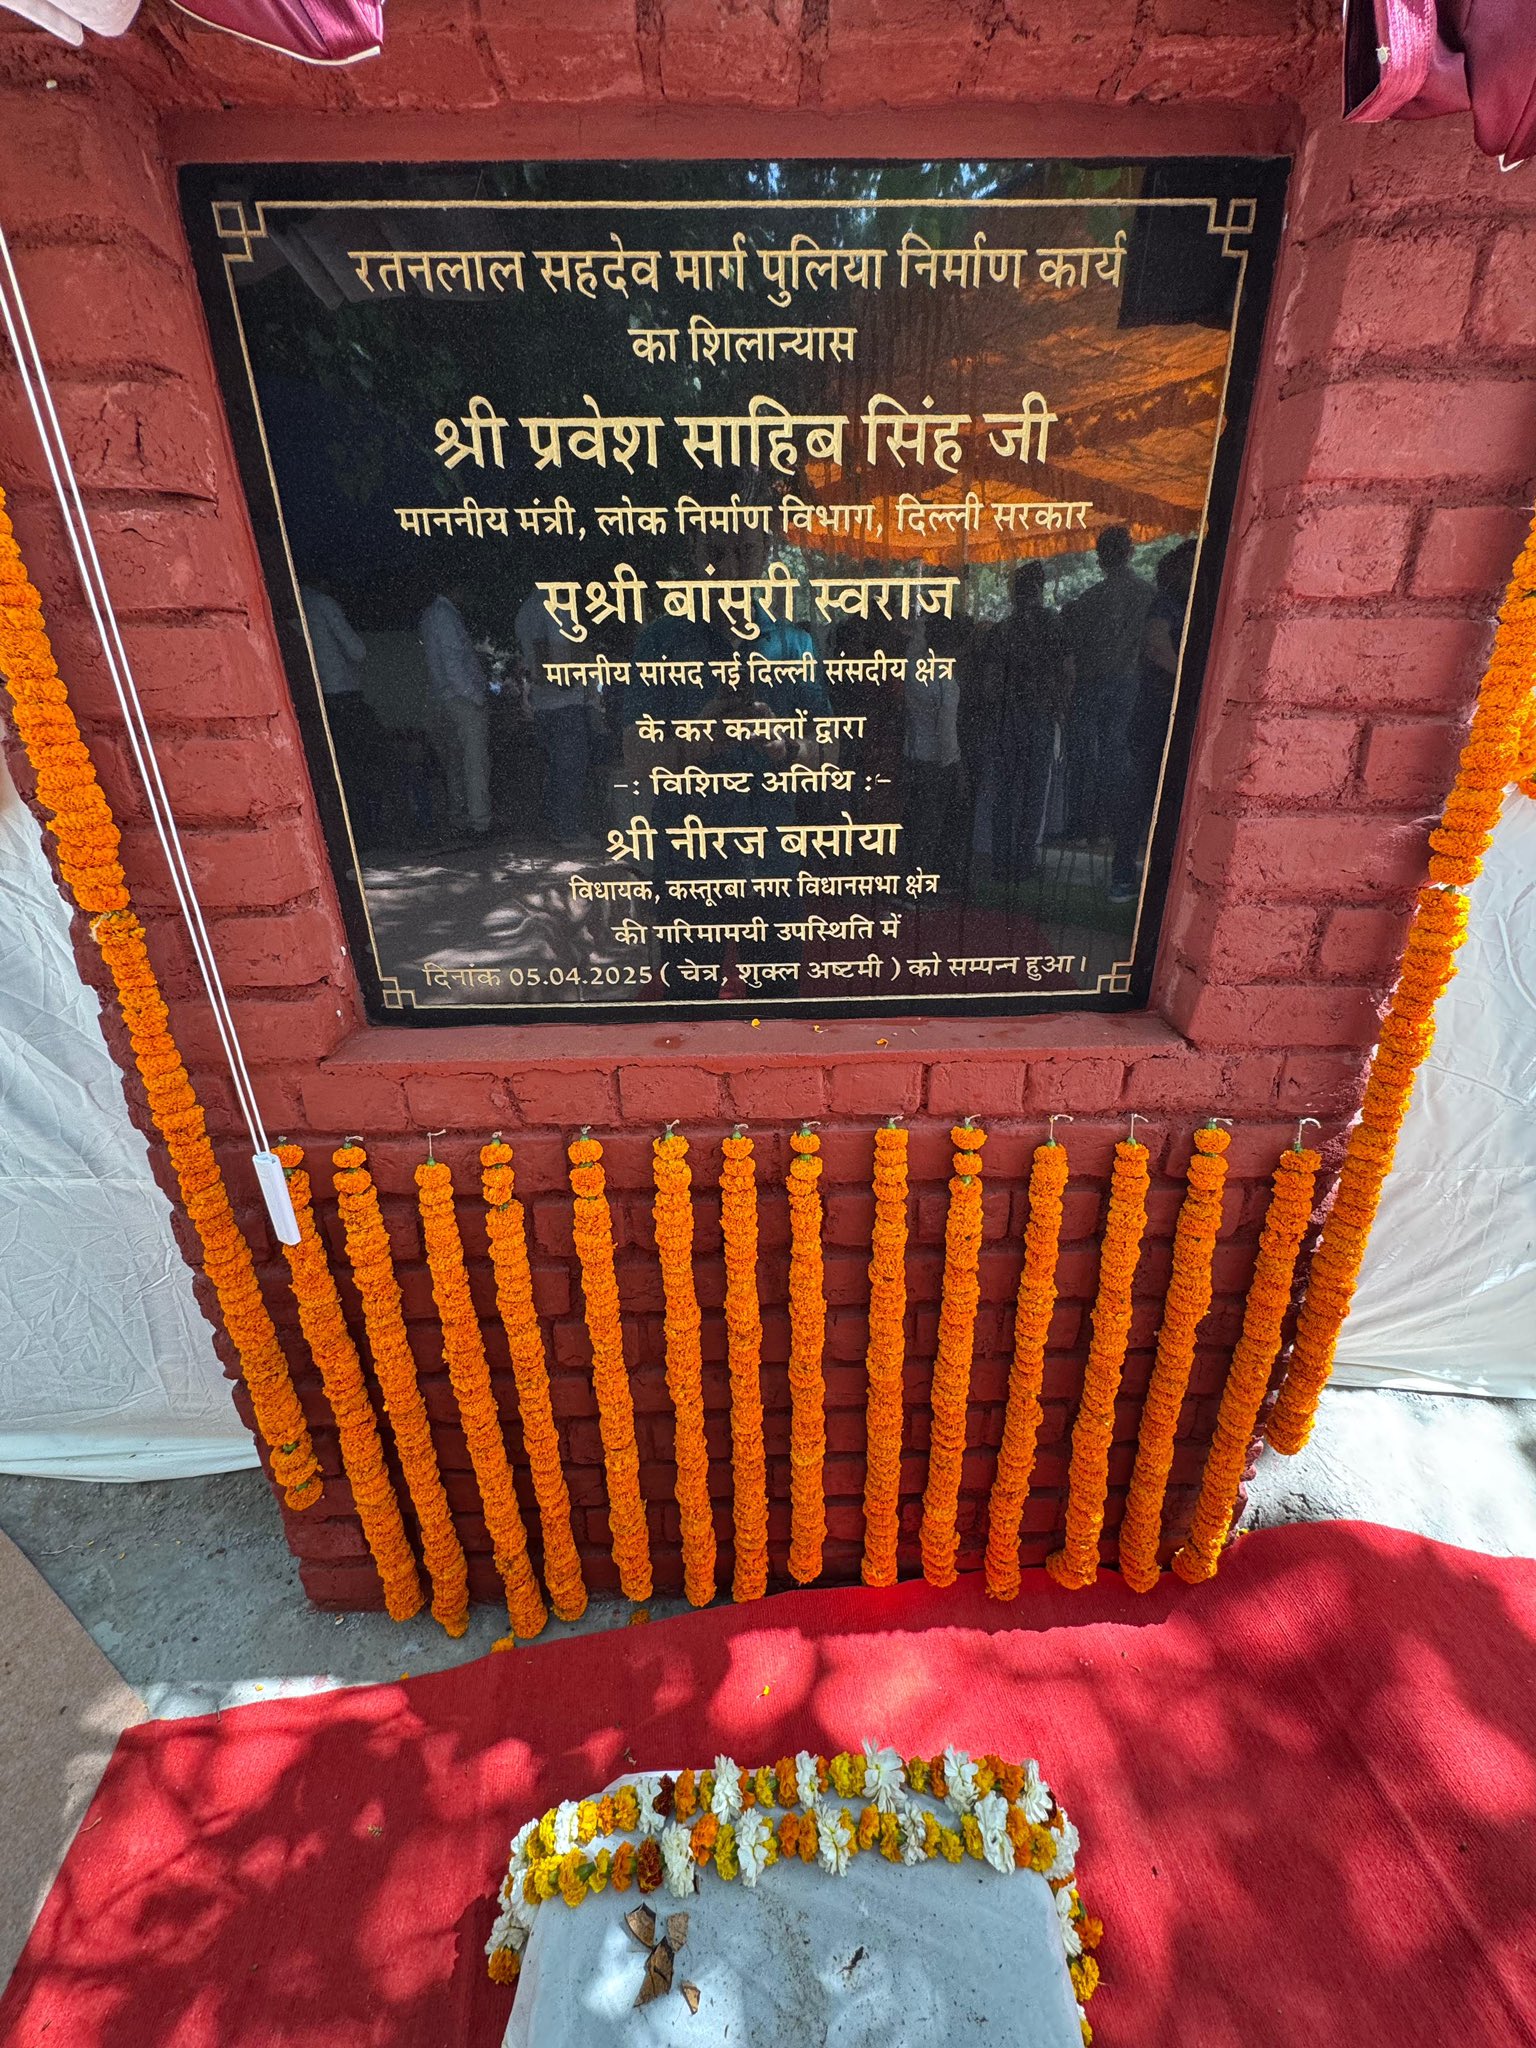 रतनलाल सहदेव मार्ग पुलिया निर्माण कार्य
का शिलान्यास
श्री प्रवेश साहिब सिंह जी
माननीय मंत्री, लोक निर्माण विभाग, दिल्ली सरकार
सुश्री बांसुरी स्वराज
माननीय सांसद नई दिल्ली संसदीय क्षेत्र
के कर कमलों द्वारा
-: विशिष्ट अतिथि :-
श्री नीरज बसोया
विधायक, कस्तूरबा नगर विधानसभा क्षेत्र
की गरिमामयी उपस्थिति में
दिनांक 05.04.2025 ( चेत्र, शुक्ल अष्टमी ) को सम्पन्न हुआ।